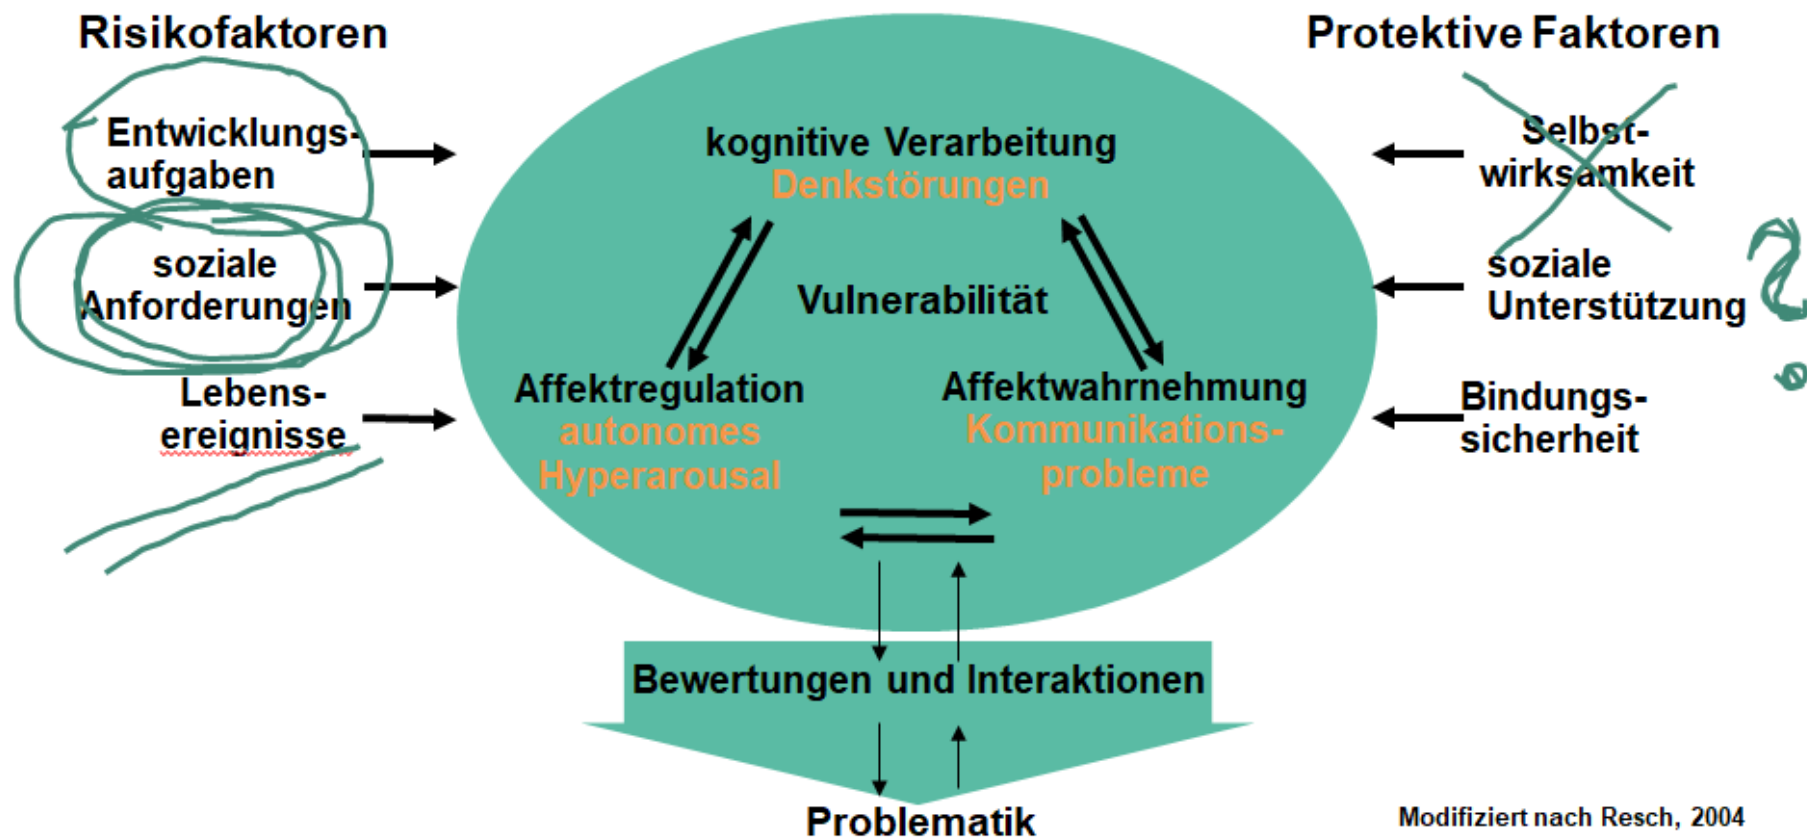 Risikofaktoren
Entwicklungs-
aufgaben
soziale
Anforderungen
Lebens-
ereignisse
kognitive Verarbeitung
Denkstörungen
Vulnerabilität
Affektregulation
autonomes
Hyperarousal
Affektwahrnehmung
Kommunikations-
probleme
Bewertungen und Interaktionen
Problematik
Protektive Faktoren
Selbst-
wirksamkeit
soziale
Unterstützung
?
Bindungs-
sicherheit
Modifiziert nach Resch, 2004